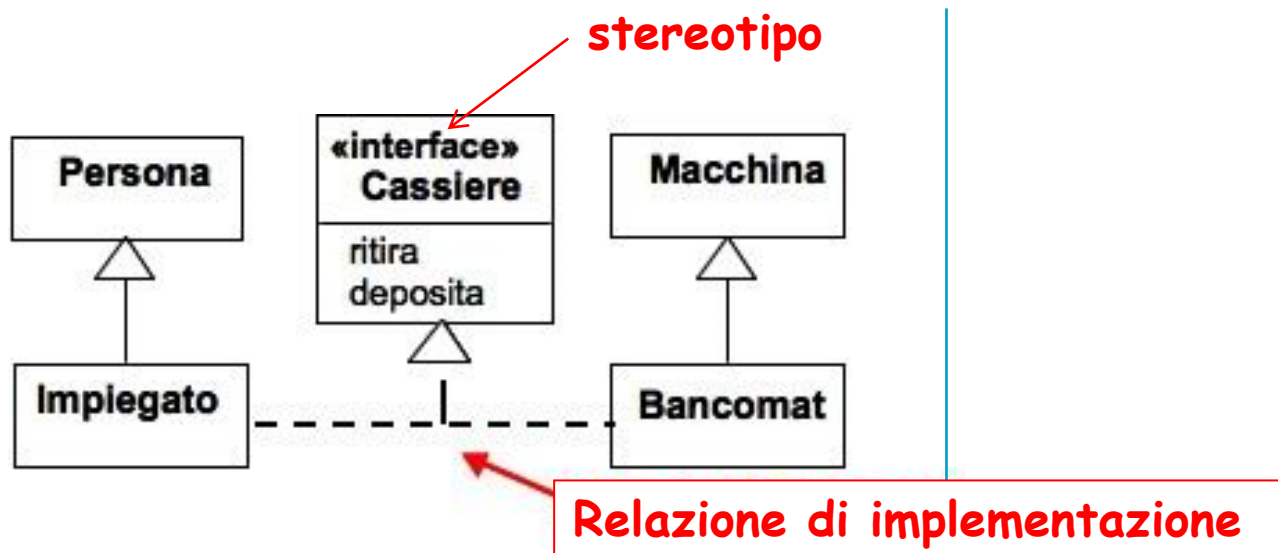 stereotipo
Persona
«interface»
Cassiere
Macchina
ritira
deposita
Impiegato
Bancomat
Relazione di implementazione